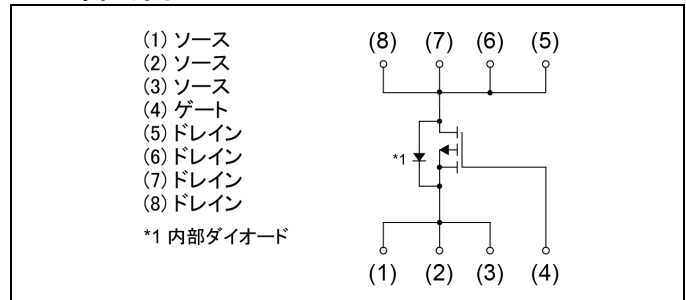 (1) ソース
(2) ソース
(3) ソース
(4) ゲート
(5) ドレイン
(6) ドレイン
(7) ドレイン
(8) ドレイン
*1 内部ダイオード
(8) (7) (6) (5)
*1
(1) (2) (3) (4)